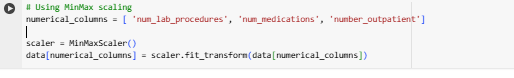 # Using MinMax scaling
numerical_columns = [ 'num_lab_procedures', 'num_medications', 'number_outpatient']
scaler = MinMaxScaler()
data[numerical_columns] = scaler.fit_transform(data[numerical_columns])